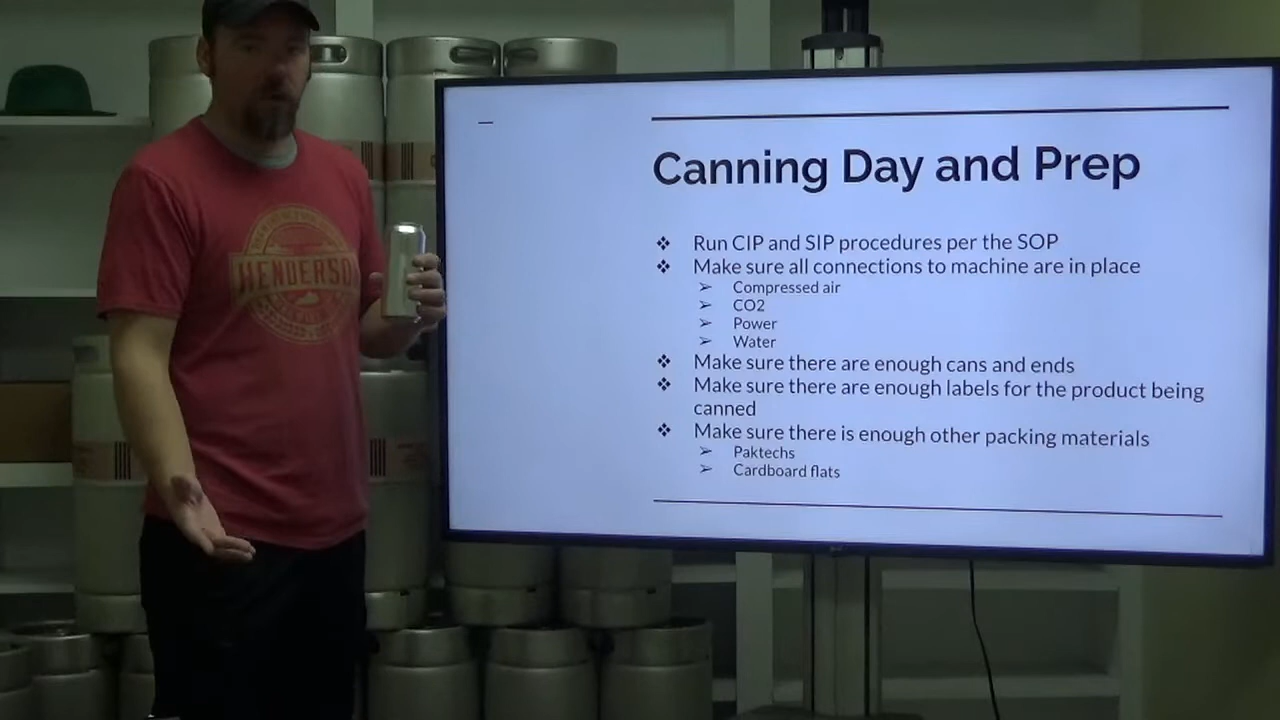 HENDERSO
Canning Day and Prep
❖ Run CIP and SIP procedures per the SOP
❖ Make sure all connections to machine are in place
➢ Compressed air
➢ CO2
➢ Power
➢ Water
❖ Make sure there are enough cans and ends
❖ Make sure there are enough labels for the product being
canned
❖ Make sure there is enough other packing materials
➢ Paktechs
➢ Cardboard flats